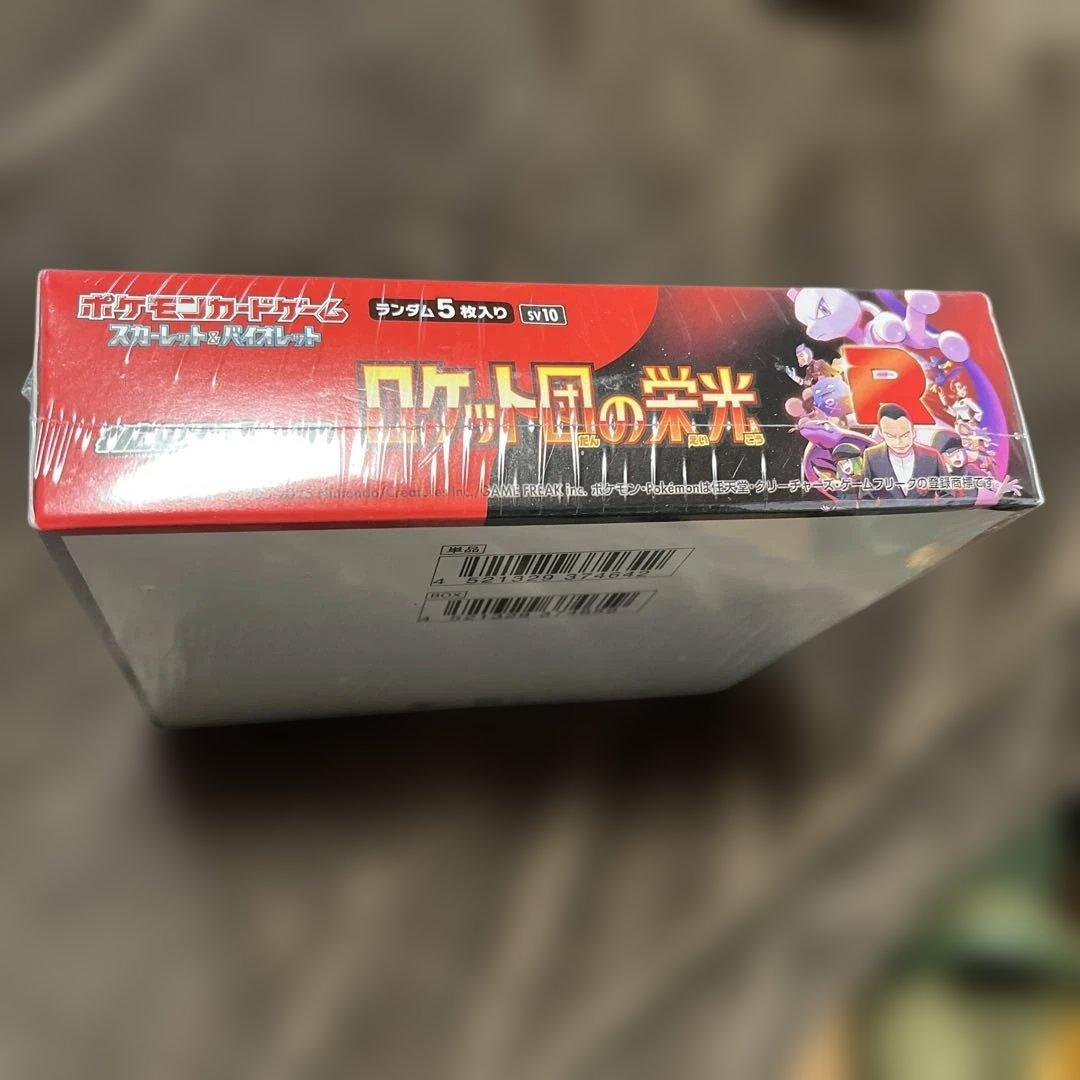 ポケモンカードゲーム
スカーレット&バイオレット
ランダム5枚入り
SV10
ロケット団の栄光
だん えい こう
R
Nintendo/Creatures Inc./GAME FREAK inc. ポケモン・Pokémonは任天堂・クリーチャーズ・ゲームフリークの登録商標です。
単品
4 521329 374642
BOX